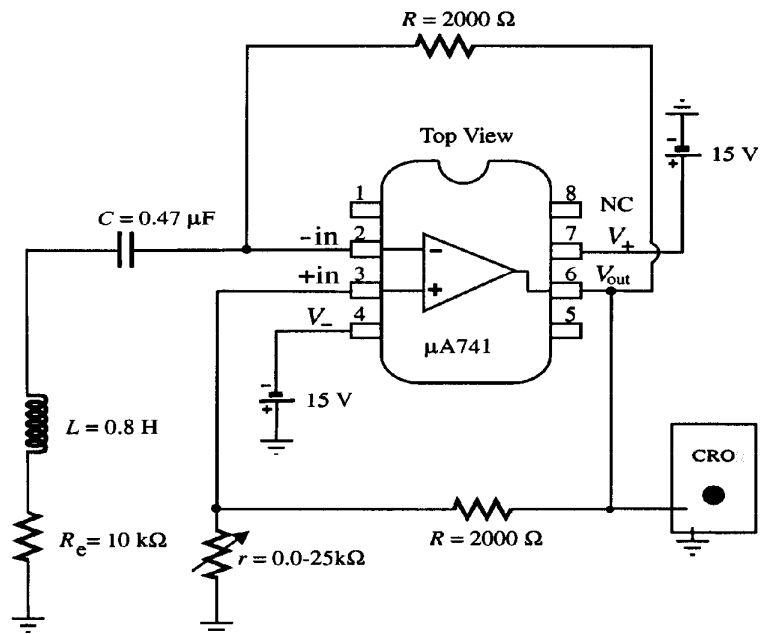 R = 2000 Ω
Top View
15 V
1
8
NC
C = 0.47 μF
-in
2
−
7
V+
+in
3
+
6
Vout
V−
4
5
μA741
15 V
L = 0.8 H
CRO
Re = 10 kΩ
r = 0.0-25kΩ
R = 2000 Ω